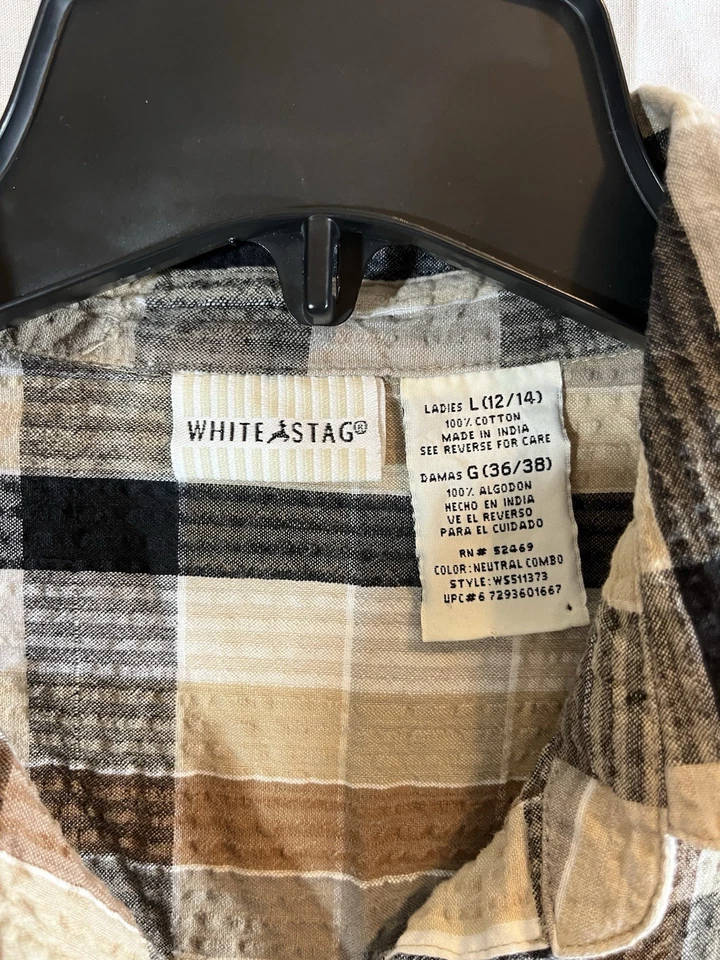 WHITE STAG®
LADIES L (12/14)
100% COTTON
MADE IN INDIA
SEE REVERSE FOR CARE
DAMAS G (36/38)
100% ALGODON
HECHO EN INDIA
VE EL REVERSO
PARA EL CUIDADO
RN# 52469
COLOR:NEUTRAL COMBO
STYLE:WS511373
UPC#6 7293601667